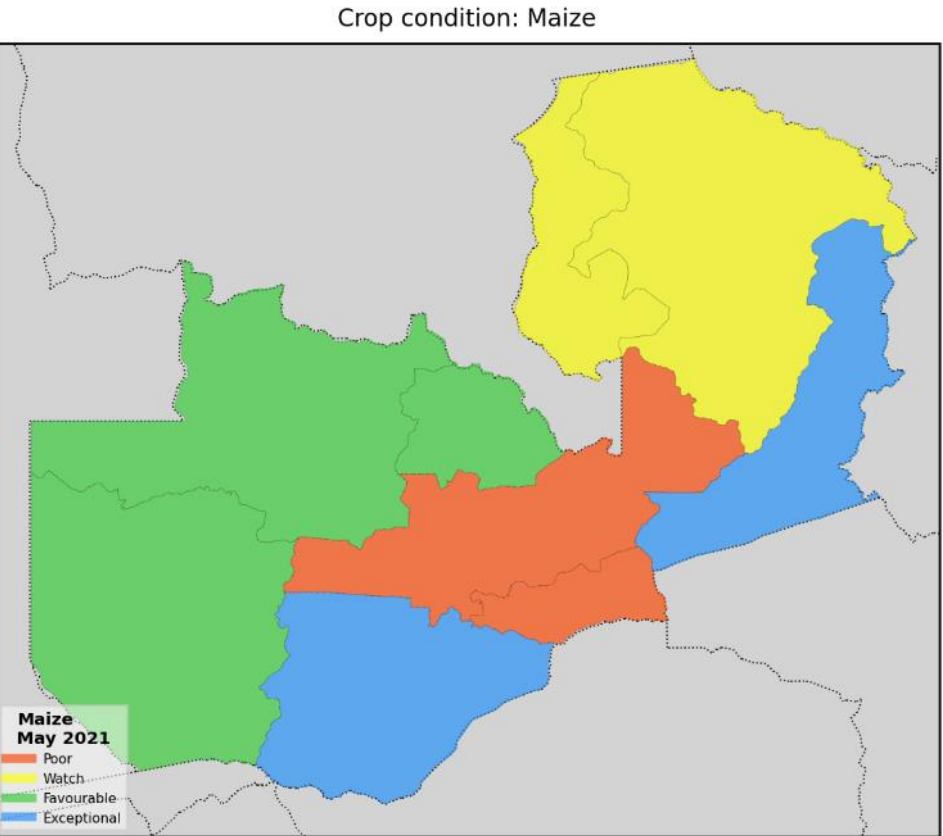 Crop condition: Maize
Maize
May 2021
Poor
Watch
Favourable
Exceptional